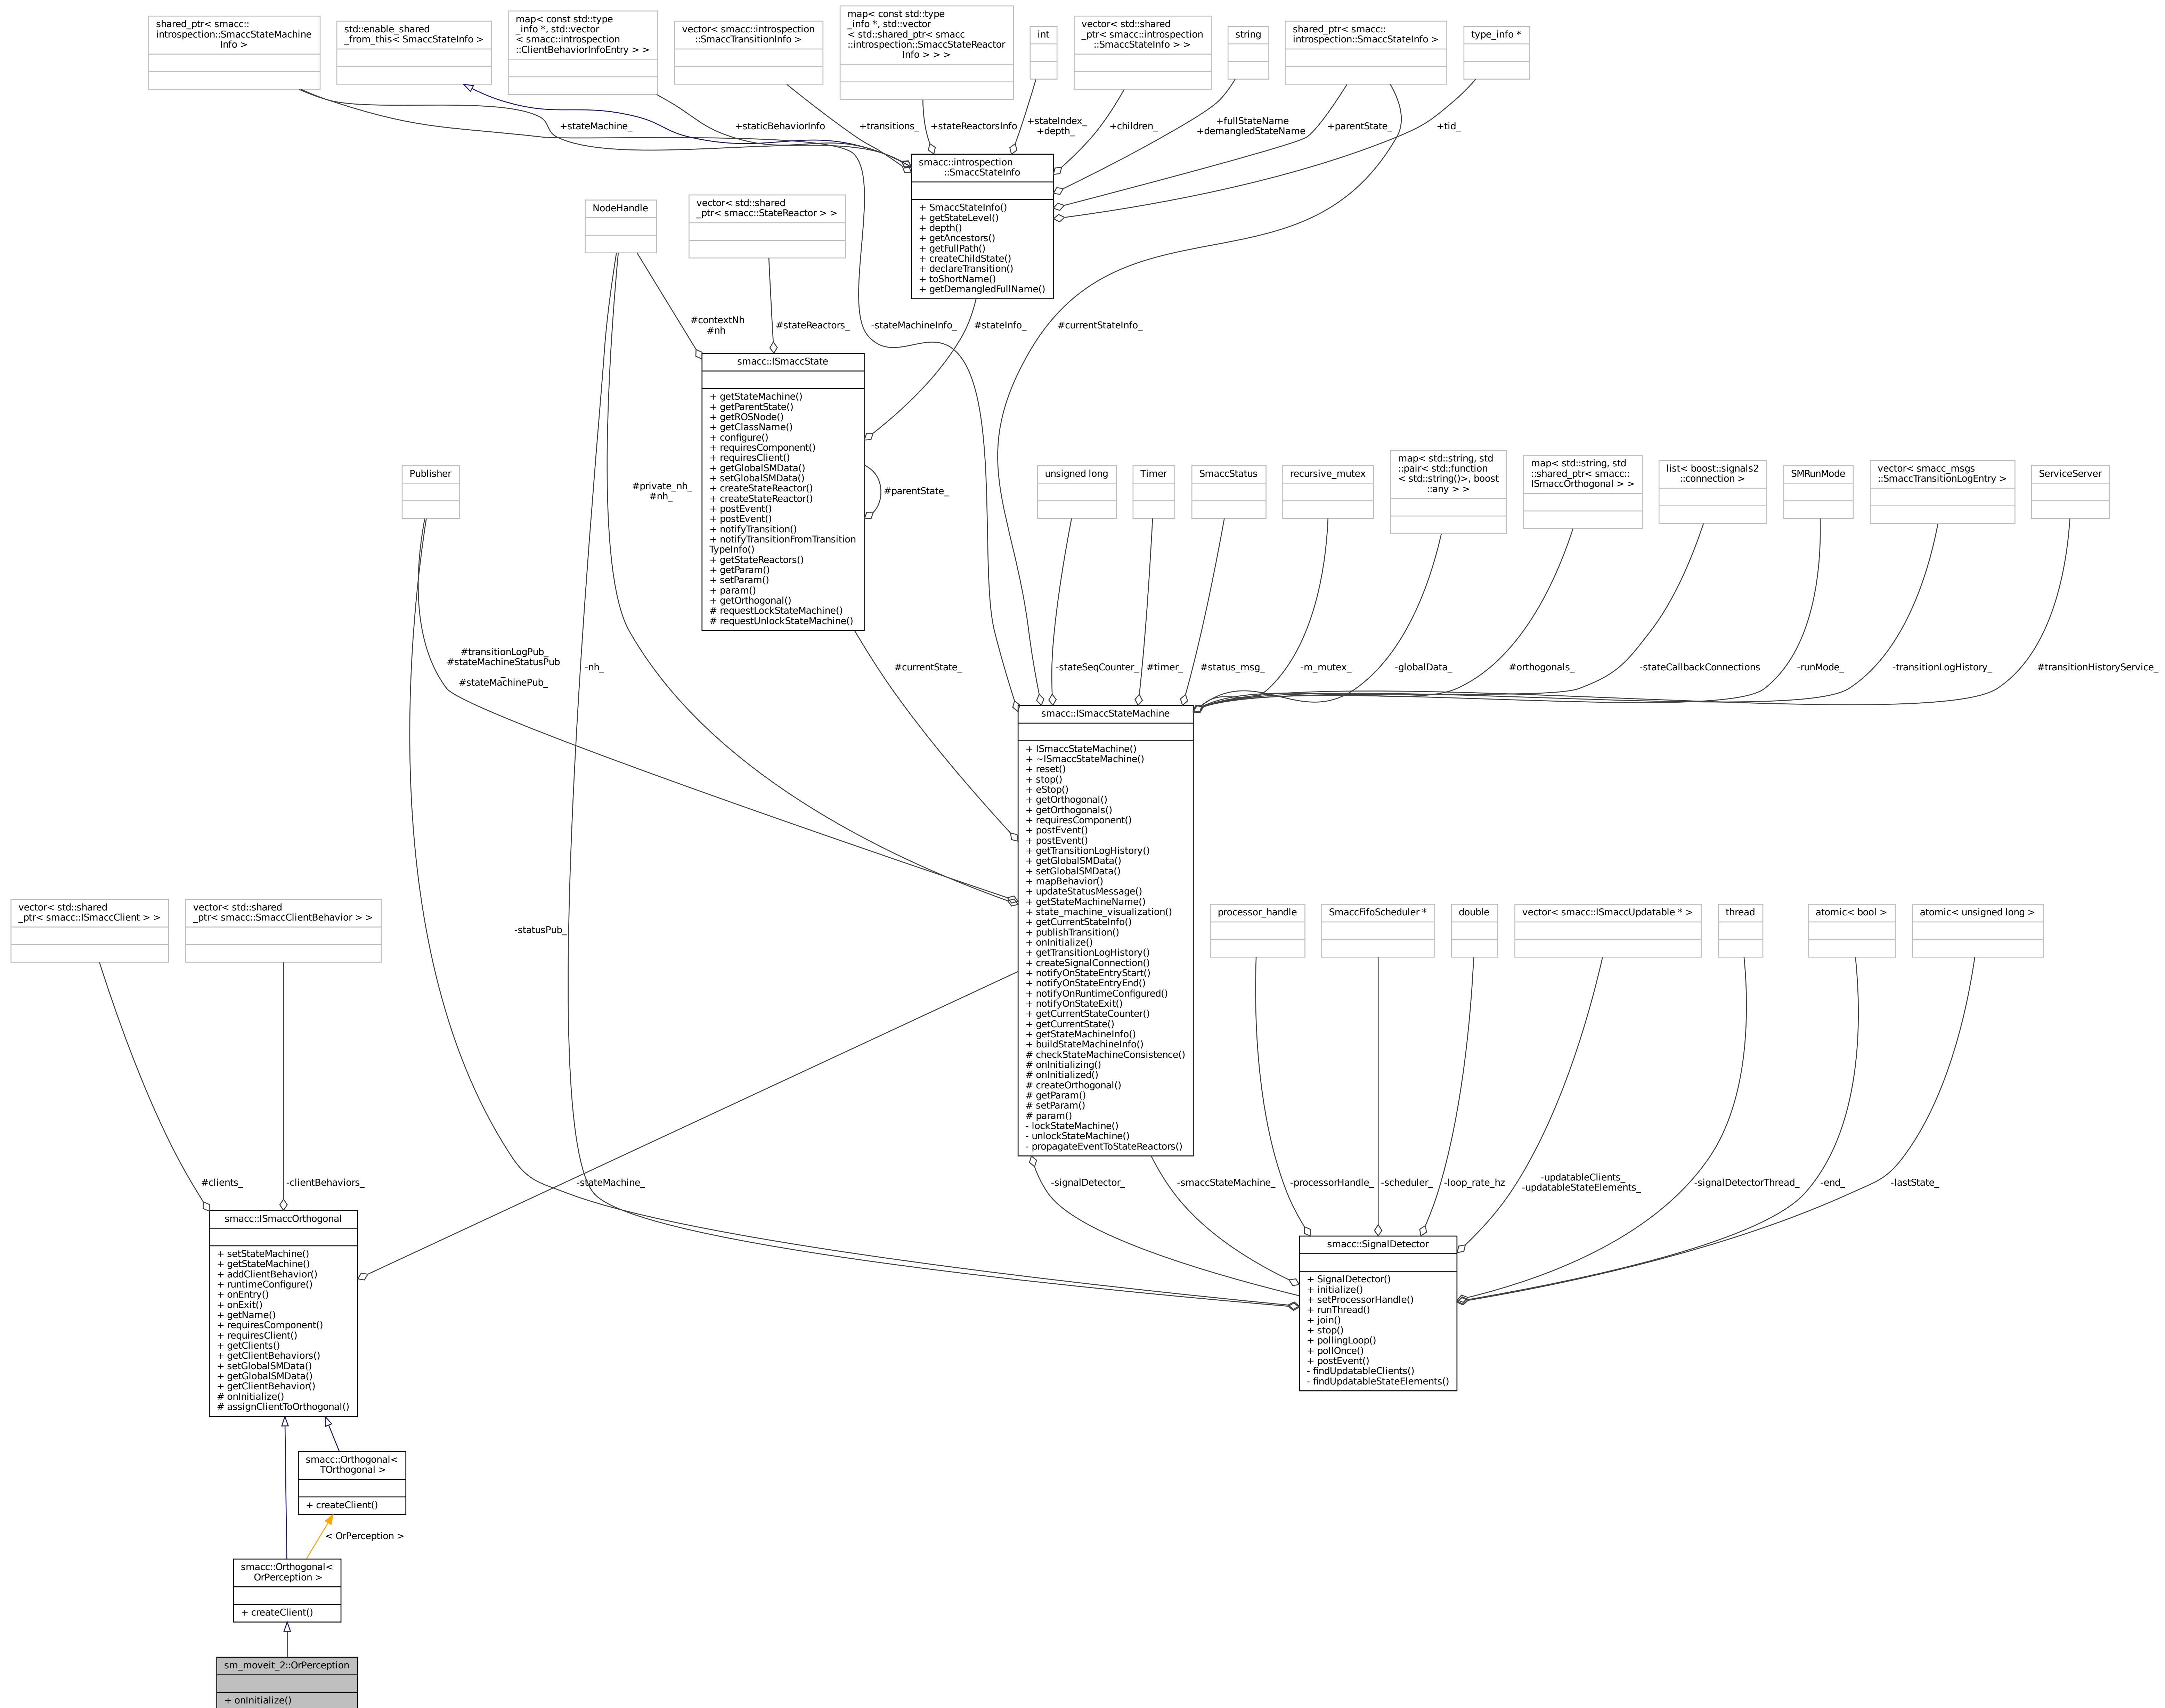 shared_ptr< smacc::
introspection::SmaccStateMachine
Info >
std::enable_shared
_from_this< SmaccStateInfo >
map< const std::type
_info *, std::vector
< smacc::introspection
::ClientBehaviorInfoEntry > >
vector< smacc::introspection
::SmaccTransitionInfo >
map< const std::type
_info *, std::vector
< std::shared_ptr< smacc
::introspection::SmaccStateReactor
Info > > >
int
vector< std::shared
_ptr< smacc::introspection
::SmaccStateInfo > >
string
shared_ptr< smacc::
introspection::SmaccStateInfo >
type_info *
+stateMachine_
+staticBehaviorInfo
+transitions_
+stateReactorsInfo
+stateIndex_
+depth_
+children_
+fullStateName
+demangledStateName
+parentState_
+tid_
smacc::introspection
::SmaccStateInfo
+ SmaccStateInfo()
+ getStateLevel()
+ depth()
+ getAncestors()
+ getFullPath()
+ createChildState()
+ declareTransition()
+ toShortName()
+ getDemangledFullName()
NodeHandle
vector< std::shared
_ptr< smacc::StateReactor > >
#contextNh
#nh
#stateReactors_
-stateMachineInfo_
#stateInfo_
#currentStateInfo_
smacc::ISmaccState
+ getStateMachine()
+ getParentState()
+ getROSNode()
+ getClassName()
+ configure()
+ requiresComponent()
+ requiresClient()
+ getGlobalSMData()
+ setGlobalSMData()
+ createStateReactor()
+ createStateReactor()
+ postEvent()
+ postEvent()
+ notifyTransition()
+ notifyTransitionFromTransition
TypeInfo()
+ getStateReactors()
+ getParam()
+ setParam()
+ param()
+ getOrthogonal()
# requestLockStateMachine()
# requestUnlockStateMachine()
#parentState_
Publisher
#private_nh_
#nh_
unsigned long
Timer
SmaccStatus
recursive_mutex
map< std::string, std
::pair< std::function
< std::string()>, boost
::any > >
map< std::string, std
::shared_ptr< smacc::
ISmaccOrthogonal > >
list< boost::signals2
::connection >
SMRunMode
vector< smacc_msgs
::SmaccTransitionLogEntry >
ServiceServer
#transitionLogPub_
#stateMachineStatusPub
_
#stateMachinePub_
-nh_
#currentState_
-stateSeqCounter_
#timer_
#status_msg_
-m_mutex_
-globalData_
#orthogonals_
-stateCallbackConnections
-runMode_
-transitionLogHistory_
#transitionHistoryService_
smacc::ISmaccStateMachine
+ ISmaccStateMachine()
+ ~ISmaccStateMachine()
+ reset()
+ stop()
+ eStop()
+ getOrthogonal()
+ getOrthogonals()
+ requiresComponent()
+ postEvent()
+ postEvent()
+ getTransitionLogHistory()
+ getGlobalSMData()
+ setGlobalSMData()
+ mapBehavior()
+ updateStatusMessage()
+ getStateMachineName()
+ state_machine_visualization()
+ getCurrentStateInfo()
+ publishTransition()
+ onInitialize()
+ getTransitionLogHistory()
+ createSignalConnection()
+ notifyOnStateEntryStart()
+ notifyOnStateEntryEnd()
+ notifyOnRuntimeConfigured()
+ notifyOnStateExit()
+ getCurrentStateCounter()
+ getCurrentState()
+ getStateMachineInfo()
+ buildStateMachineInfo()
# checkStateMachineConsistence()
# onInitializing()
# onInitialized()
# createOrthogonal()
# getParam()
# setParam()
# param()
- lockStateMachine()
- unlockStateMachine()
- propagateEventToStateReactors()
vector< std::shared
_ptr< smacc::ISmaccClient > >
vector< std::shared
_ptr< smacc::SmaccClientBehavior > >
-statusPub_
processor_handle
SmaccFifoScheduler *
double
vector< smacc::ISmaccUpdatable * >
thread
atomic< bool >
atomic< unsigned long >
#clients_
-clientBehaviors_
-stateMachine_
-signalDetector_
-smaccStateMachine_
-processorHandle_
-scheduler_
-loop_rate_hz
-updatableClients_
-updatableStateElements_
-signalDetectorThread_
-end_
-lastState_
smacc::ISmaccOrthogonal
+ setStateMachine()
+ getStateMachine()
+ addClientBehavior()
+ runtimeConfigure()
+ onEntry()
+ onExit()
+ getName()
+ requiresComponent()
+ requiresClient()
+ getClients()
+ getClientBehaviors()
+ setGlobalSMData()
+ getGlobalSMData()
+ getClientBehavior()
# onInitialize()
# assignClientToOrthogonal()
smacc::SignalDetector
+ SignalDetector()
+ initialize()
+ setProcessorHandle()
+ runThread()
+ join()
+ stop()
+ pollingLoop()
+ pollOnce()
+ postEvent()
- findUpdatableClients()
- findUpdatableStateElements()
smacc::Orthogonal<
TOrthogonal >
+ createClient()
< OrPerception >
smacc::Orthogonal<
OrPerception >
+ createClient()
sm_moveit_2::OrPerception
+ onInitialize()